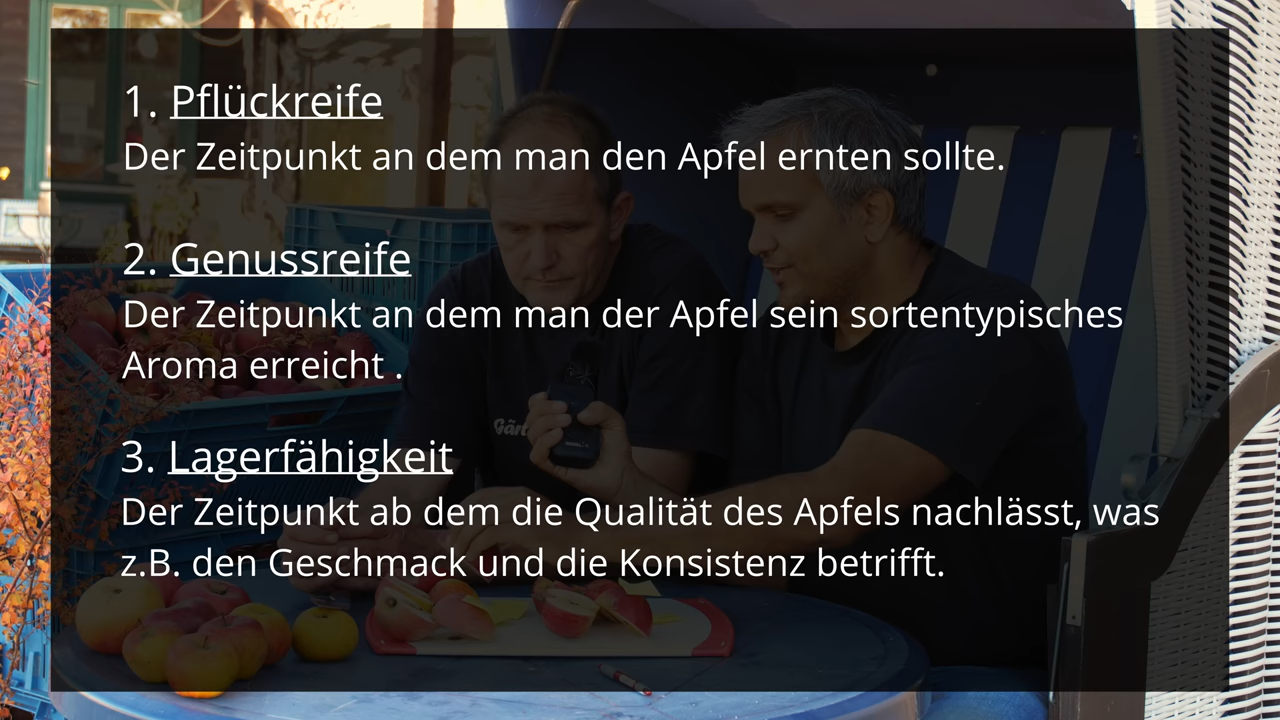 1. Pflückreife
Der Zeitpunkt an dem man den Apfel ernten sollte.
2. Genussreife
Der Zeitpunkt an dem man der Apfel sein sortentypisches
Aroma erreicht .
3. Lagerfähigkeit
Der Zeitpunkt ab dem die Qualität des Apfels nachlässt, was
z.B. den Geschmack und die Konsistenz betrifft.